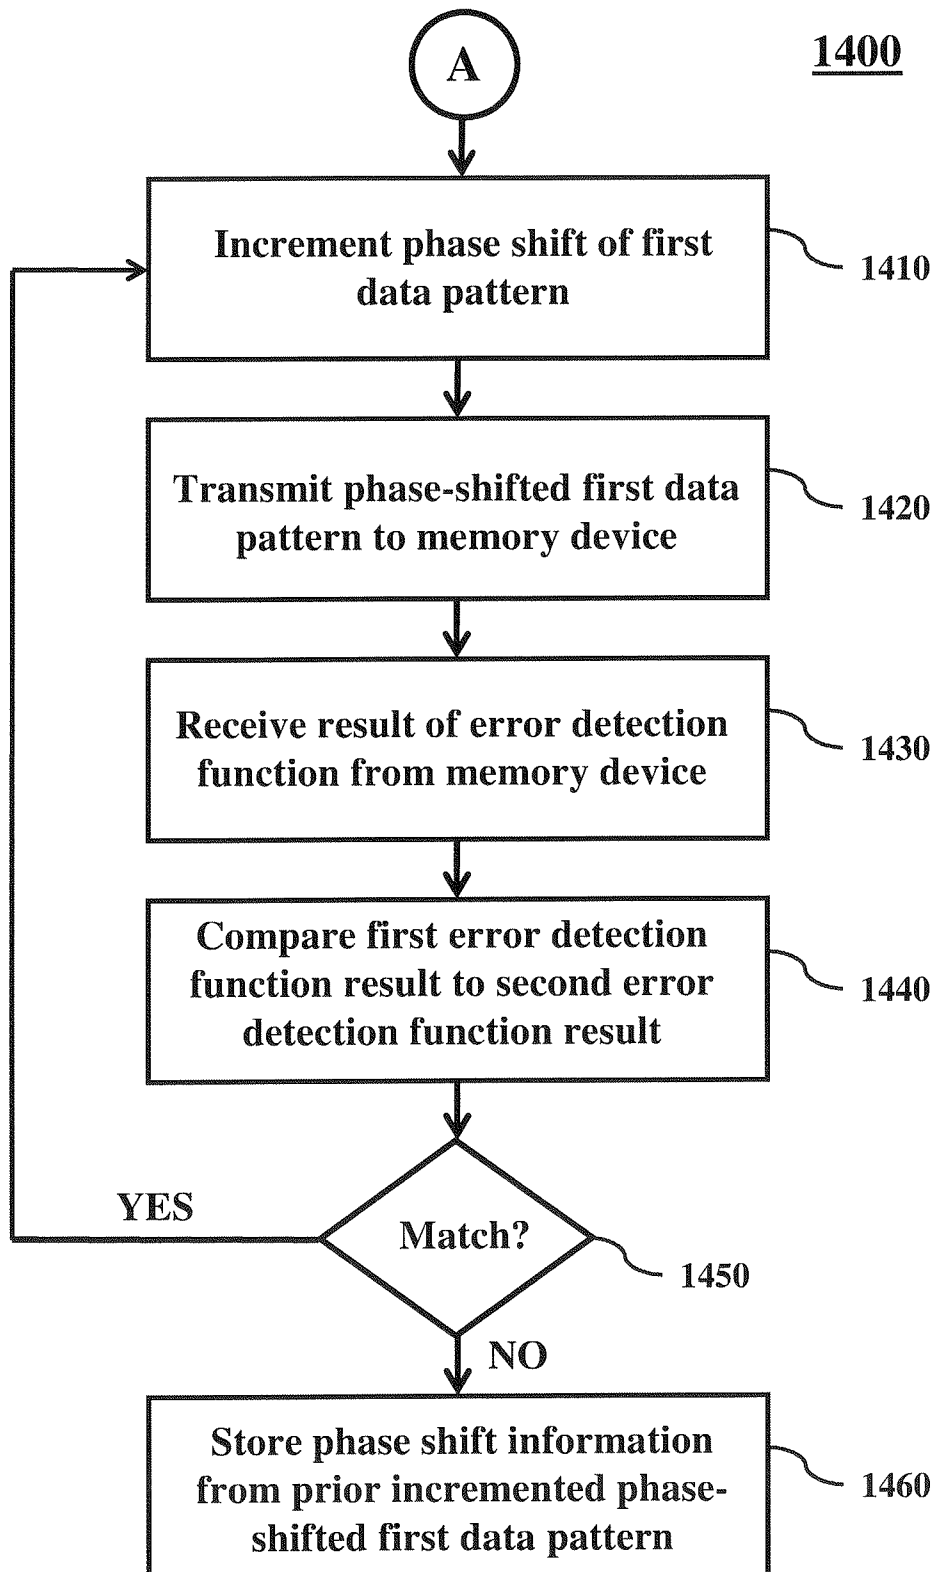 A
1400
Increment phase shift of first
data pattern
1410
Transmit phase-shifted first data
pattern to memory device
1420
Receive result of error detection
function from memory device
1430
Compare first error detection
function result to second error
detection function result
1440
YES
Match?
1450
NO
Store phase shift information
from prior incremented phase-
shifted first data pattern
1460